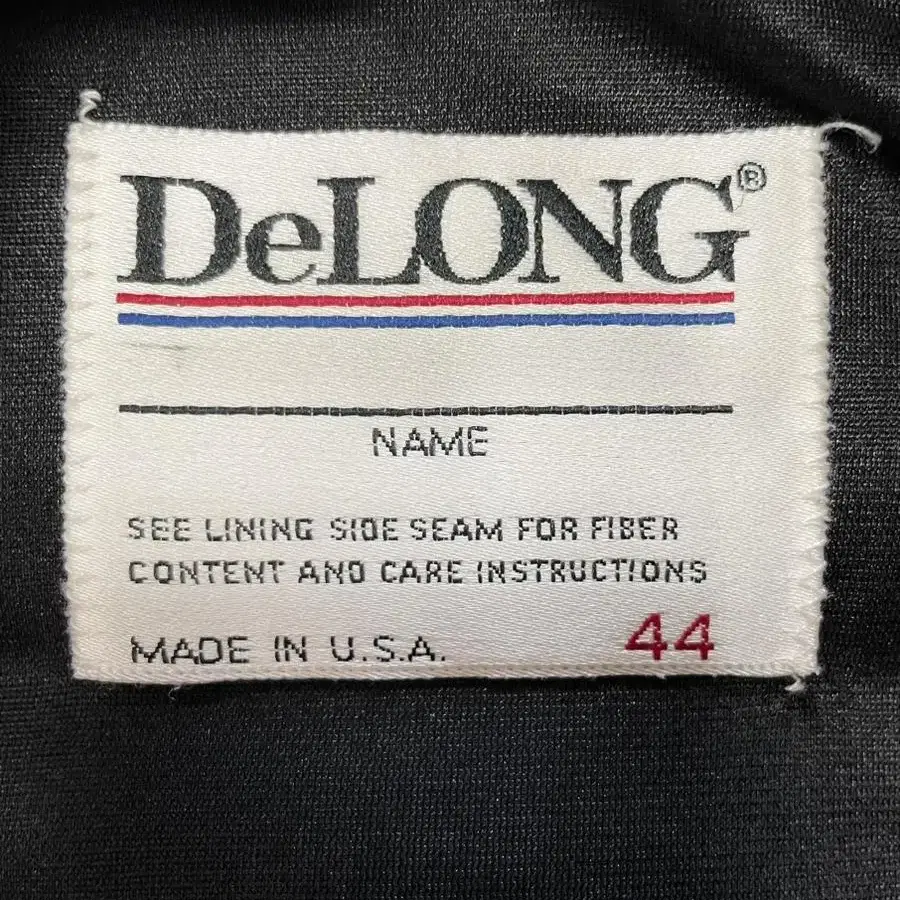 DeLONG®
NAME
SEE LINING SIDE SEAM FOR FIBER
CONTENT AND CARE INSTRUCTIONS
MADE IN U.S.A. 44